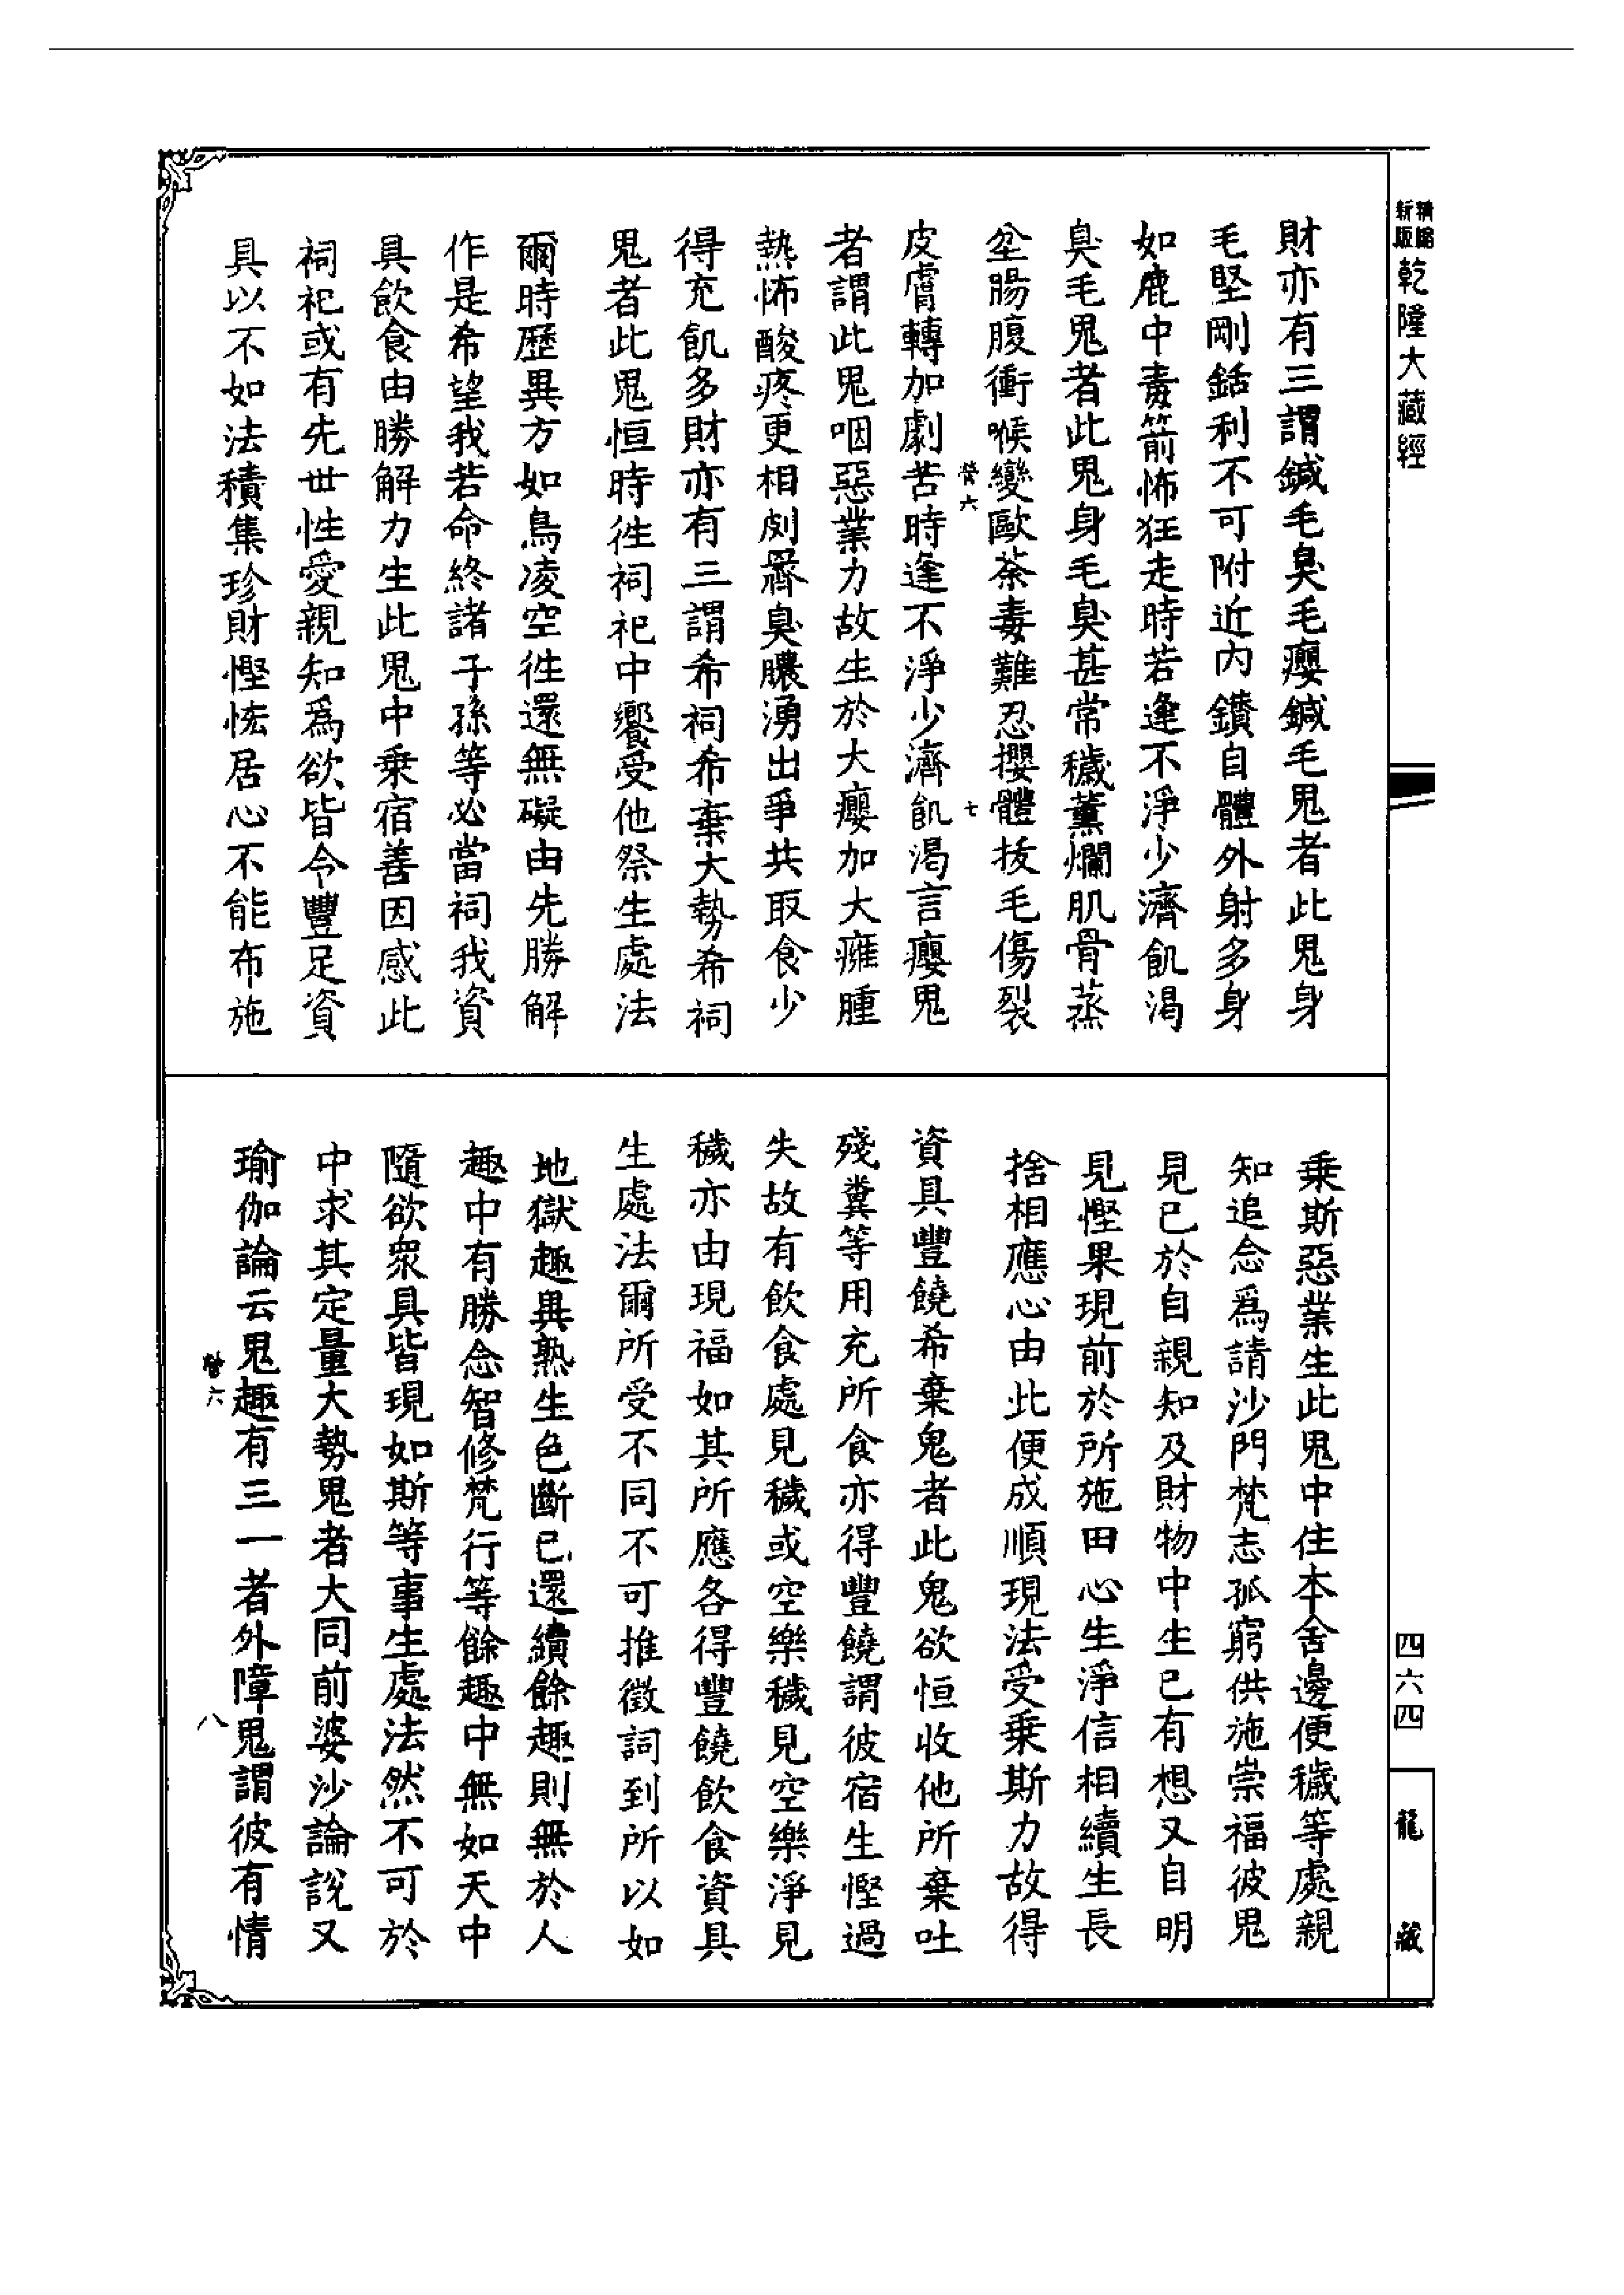 精縮新版乾隆大藏經
財亦有三謂鍼毛臭毛癭鍼毛鬼者此鬼身
毛堅剛銛利不可附近內鑽自體外射多身
如鹿中毒箭怖狂走時若逢不淨少濟飢渴
臭毛鬼者此鬼身毛臭甚常穢薰爛肌骨蒸
坌腸腹衝喉變歐荼毒難忍攖體拔毛傷裂
營六
七
皮膚轉加劇苦時逢不淨少濟飢渴言癭鬼
者謂此鬼咽惡業力故生於大癭加大癰腫
熱怖酸疼更相㓟臭膿湧出爭共取食少
得充飢多財亦有三謂希祠希棄大勢希祠
鬼者此鬼恒時徃祠祀中饗受他祭生處法
爾時歷異方如鳥凌空徃還無礙由先勝解
作是希望我若命終諸子孫等必當祠我資
具飲食由勝解力生此鬼中乗宿善因感此
祠祀或有先世性愛親知為欲皆令豐足資
具以不如法積集珍財慳恡居心不能布施
乗斯惡業生此鬼中住本舍邊便穢等處親
知追念為請沙門梵志孤窮供施崇福彼鬼
見已於自親知及財物中生已有想又自明
見慳果現前於所施田心生淨信相續生長
捨相應心由此便成順現法受乗斯力故得
資具豐饒希棄鬼者此鬼欲恒收他所棄吐
殘糞等用充所食亦得豐饒謂彼宿生慳過
失故有飲食處見穢或空樂穢見空樂淨見
穢亦由現福如其所應各得豐饒飲食資具
生處法爾所受不同不可推徵詞到所以如
地獄趣異熟生色斷已還續餘趣則無於人
趣中有勝念智修梵行等餘趣中無如天中
隨欲衆具皆現如斯等事生處法然不可於
中求其定量大勢鬼者大同前婆沙論說又
瑜伽論云鬼趣有三一者外障鬼謂彼有情
營六
八
四六四
龍藏